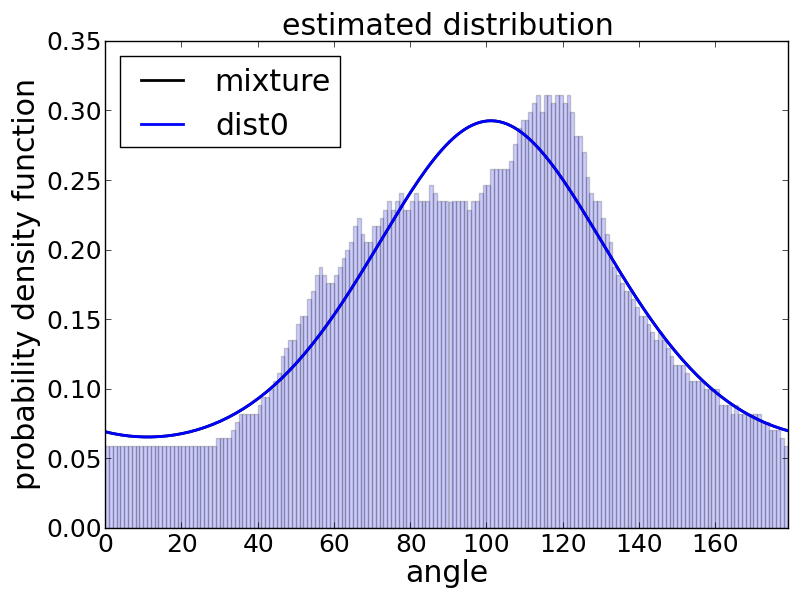 estimated distribution
probability density function
0.35
0.30
0.25
0.20
0.15
0.10
0.05
0.00
mixture
dist0
0 20 40 60 80 100 120 140 160
angle